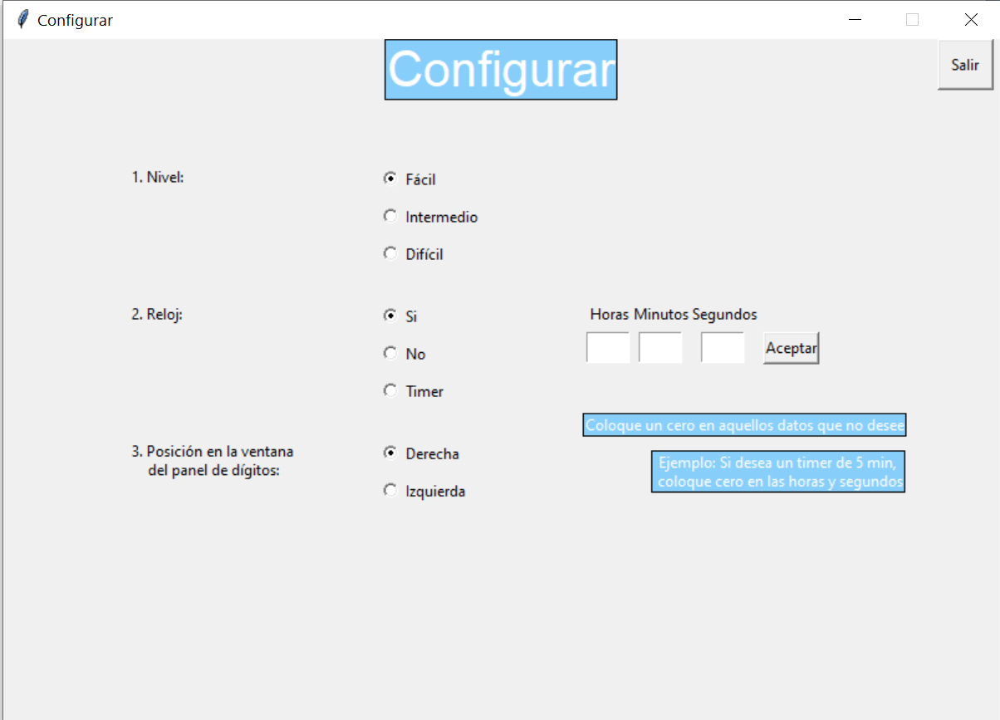 Configurar
Configurar
Salir
1. Nivel:
Fácil
Intermedio
Difícil
2. Reloj:
Si
Horas Minutos Segundos
No
Aceptar
Timer
Coloque un cero en aquellos datos que no desee
3. Posición en la ventana
del panel de dígitos:
Derecha
Izquierda
Ejemplo: Si desea un timer de 5 min,
coloque cero en las horas y segundos